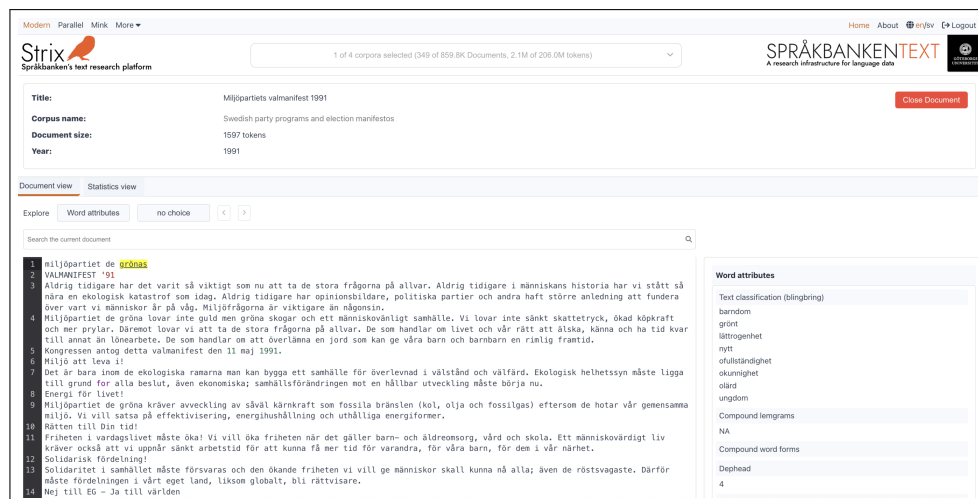 Modern Parallel Mink More
Home About en/sv Logout
Strix
Språkbanken's text research platform
1 of 4 corpora selected (349 of 859.8K Documents, 2.1M of 206.0M tokens)
SPRÅKBANKENTEXT
A research infrastructure for language data
GÖTEBORGS UNIVERSITET
Title: Miljöpartiets valmanifest 1991
Close Document
Corpus name: Swedish party programs and election manifestos
Document size: 1597 tokens
Year: 1991
Document view Statistics view
Explore Word attributes no choice < >
Search the current document
1 miljöpartiet de grönas
2 VALMANIFEST '91
3 Aldrig tidigare har det varit så viktigt som nu att ta de stora frågorna på allvar. Aldrig tidigare i människans historia har vi stått så
nära en ekologisk katastrof som idag. Aldrig tidigare har opinionsbildare, politiska partier och andra haft större anledning att fundera
över vart vi människor är på väg. Miljöfrågorna är viktigare än någonsin.
4 Miljöpartiet de gröna lovar inte guld men gröna skogar och ett människovänligt samhälle. Vi lovar inte sänkt skattetryck, ökad köpkraft
och mer prylar. Däremot lovar vi att ta de stora frågorna på allvar. De som handlar om livet och vår rätt att älska, känna och ha tid kvar
till annat än lönearbete. De som handlar om att överlämna en jord som kan ge våra barn och barnbarn en rimlig framtid.
5 Kongressen antog detta valmanifest den 11 maj 1991.
6 Miljö att leva i!
7 Det är bara inom de ekologiska ramarna man kan bygga ett samhälle för överlevnad i välstånd och välfärd. Ekologisk helhetssyn måste ligga
till grund for alla beslut, även ekonomiska; samhällsförändringen mot en hållbar utveckling måste börja nu.
8 Energi för livet!
9 Miljöpartiet de gröna kräver avveckling av såväl kärnkraft som fossila bränslen (kol, olja och fossilgas) eftersom de hotar vår gemensamma
miljö. Vi vill satsa på effektivisering, energihushållning och uthålliga energiformer.
10 Rätten till Din tid!
11 Friheten i vardagslivet måste öka! Vi vill öka friheten när det gäller barn- och äldreomsorg, vård och skola. Ett människovärdigt liv
kräver också att vi uppnår sänkt arbetstid för att kunna få mer tid för varandra, för våra barn, för dem i vår närhet.
12 Solidarisk fördelning!
13 Solidaritet i samhället måste försvaras och den ökande friheten vi vill ge människor skall kunna nå alla; även de röstsvagaste. Därför
måste fördelningen i vårt eget land, liksom globalt, bli rättvisare.
14 Nej till EG – Ja till världen
Word attributes
Text classification (blingbring)
barndom
grönt
lättrogenhet
nytt
ofullständighet
okunnighet
olärd
ungdom
Compound lemgrams
NA
Compound word forms
Dephead
4